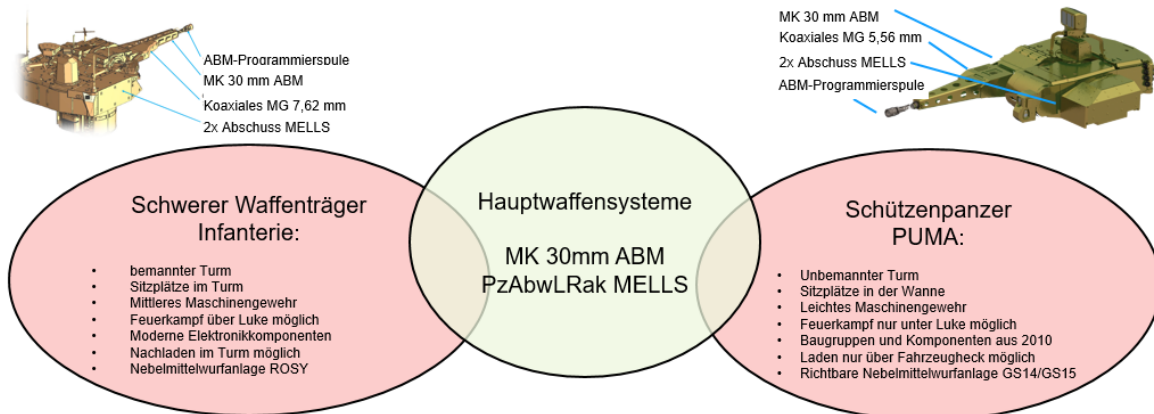 ABM-Programmierspule
MK 30 mm ABM
Koaxiales MG 7,62 mm
2x Abschuss MELLS
MK 30 mm ABM
Koaxiales MG 5,56 mm
2x Abschuss MELLS
ABM-Programmierspule
Schwerer Waffenträger
Infanterie:
• bemannter Turm
• Sitzplätze im Turm
• Mittleres Maschinengewehr
• Feuerkampf über Luke möglich
• Moderne Elektronikkomponenten
• Nachladen im Turm möglich
• Nebelmittelwurfanlage ROSY
Hauptwaffensysteme
MK 30mm ABM
PzAbwLRak MELLS
Schützenpanzer
PUMA:
• Unbemannter Turm
• Sitzplätze in der Wanne
• Leichtes Maschinengewehr
• Feuerkampf nur unter Luke möglich
• Baugruppen und Komponenten aus 2010
• Laden nur über Fahrzeugheck möglich
• Richtbare Nebelmittelwurfanlage GS14/GS15